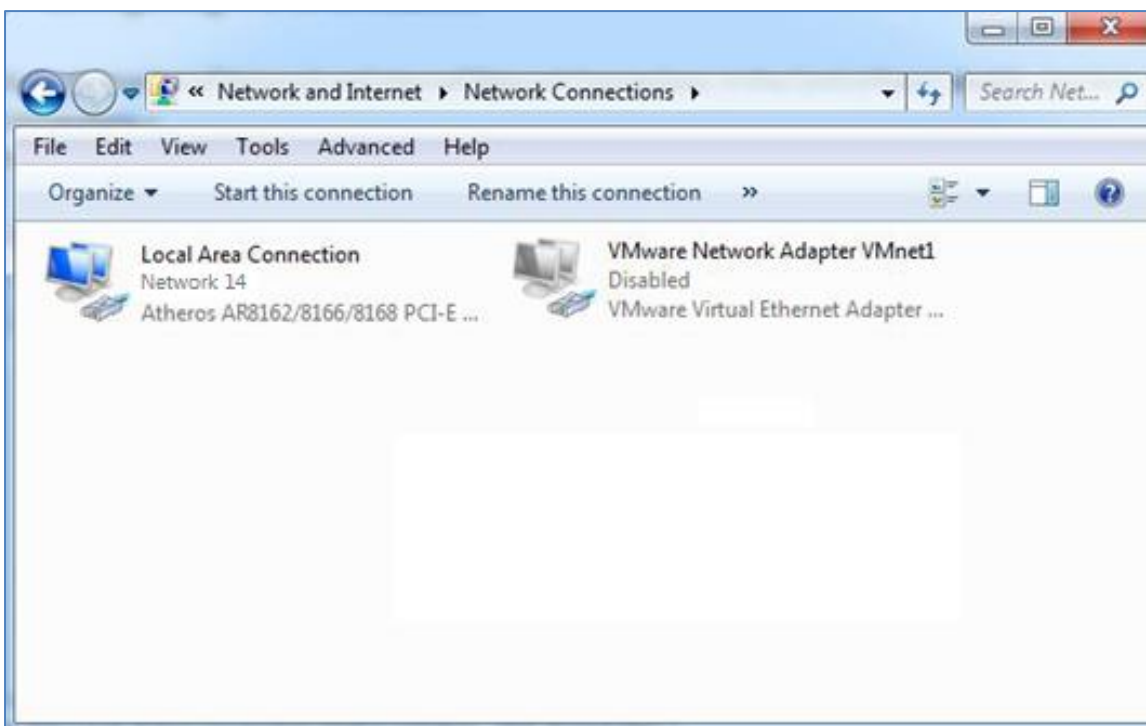 « Network and Internet ▸ Network Connections ▸ Search Net...
File Edit View Tools Advanced Help
Organize Start this connection Rename this connection »
Local Area Connection
Network 14
Atheros AR8162/8166/8168 PCI-E ...
VMware Network Adapter VMnet1
Disabled
VMware Virtual Ethernet Adapter ...